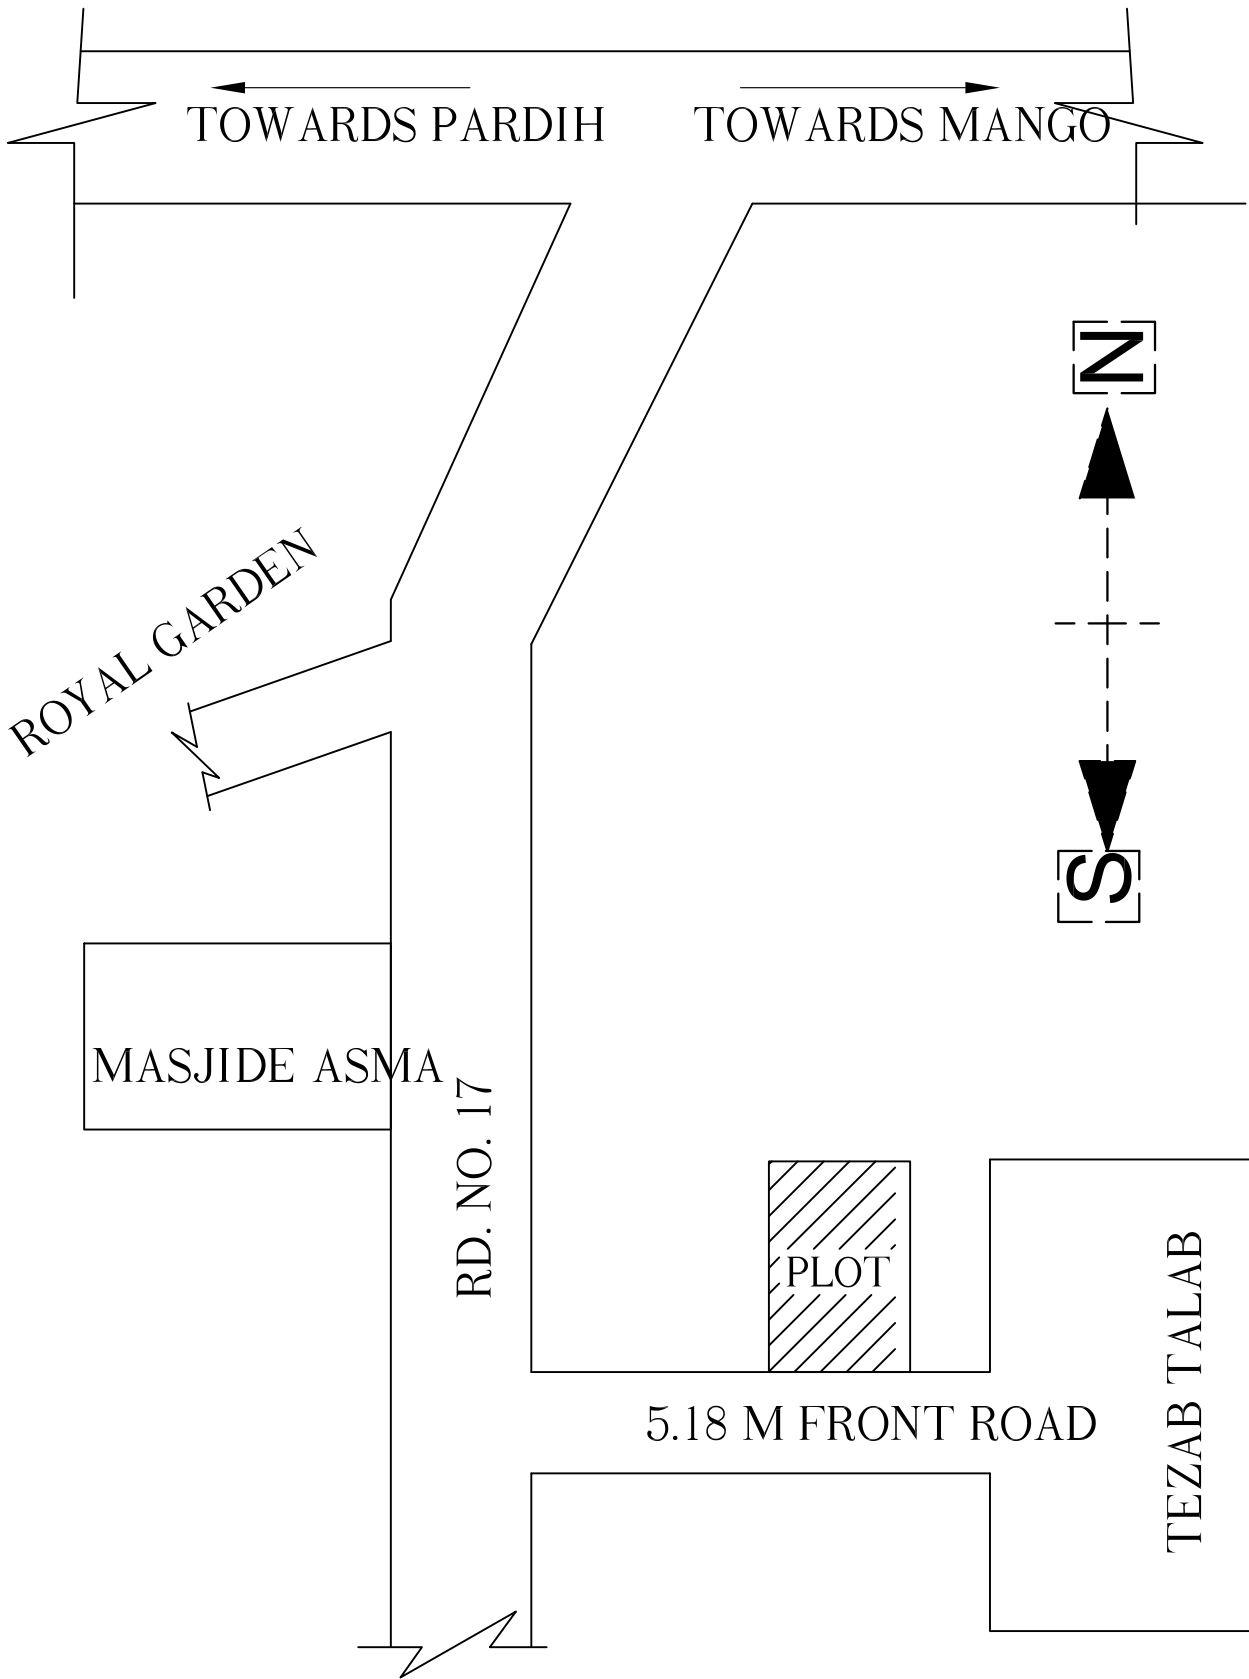 TOWARDS PARDIH
TOWARDS MANGO
N
ROYAL GARDEN
S
MASJIDE ASMA
RD. NO. 17
PLOT
TEZAB TALAB
5.18 M FRONT ROAD